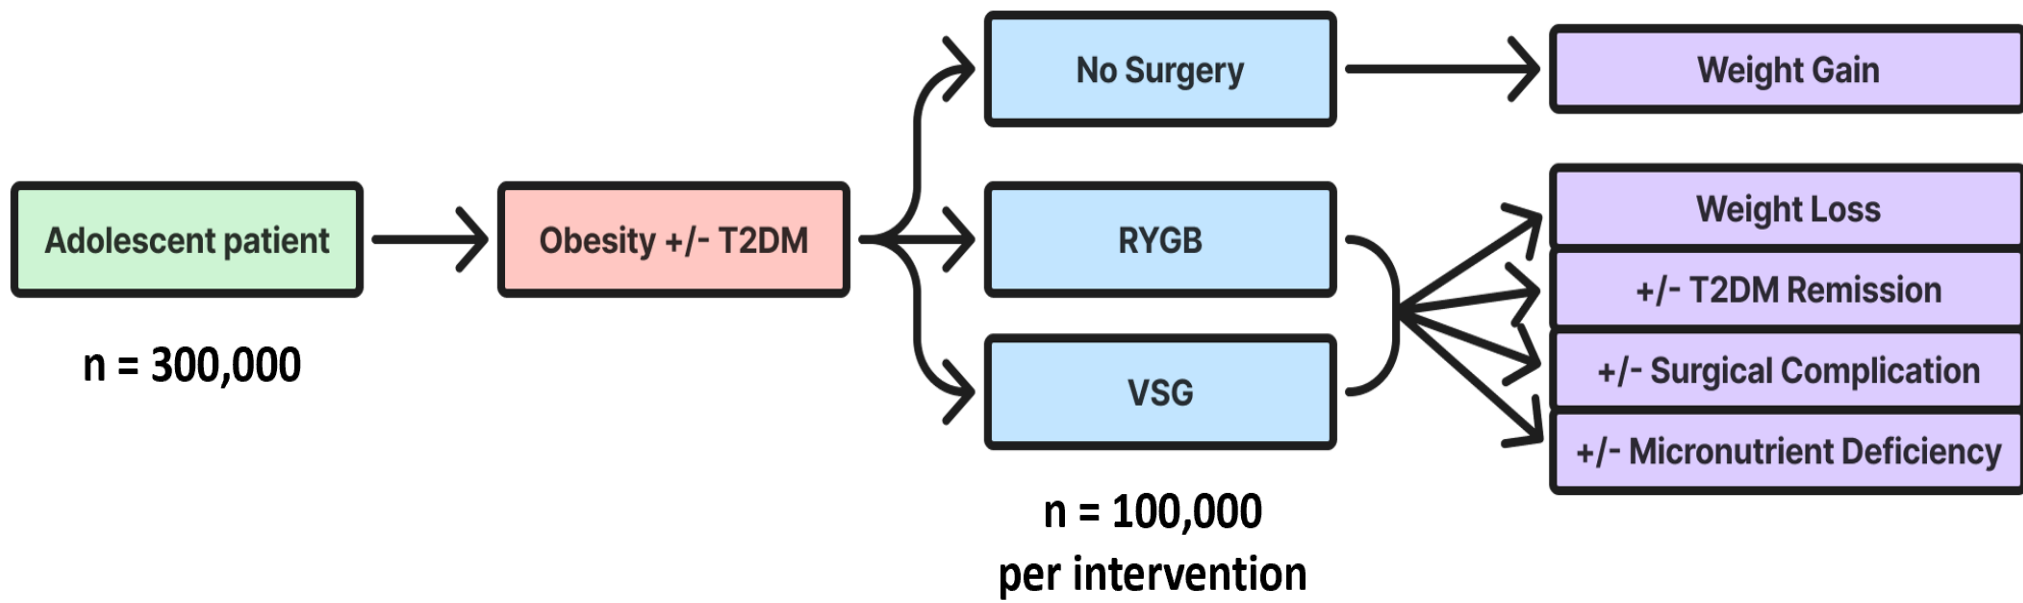 Adolescent patient
n = 300,000
Obesity +/- T2DM
No Surgery
RYGB
VSG
n = 100,000
per intervention
Weight Gain
Weight Loss
+/- T2DM Remission
+/- Surgical Complication
+/- Micronutrient Deficiency